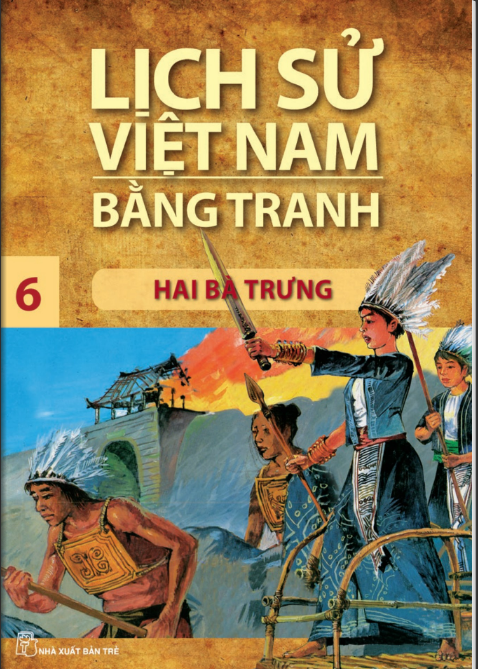 LỊCH SỬ
VIỆT NAM
BẰNG TRANH
6
HAI BÀ TRƯNG
NHÀ XUẤT BẢN TRẺ